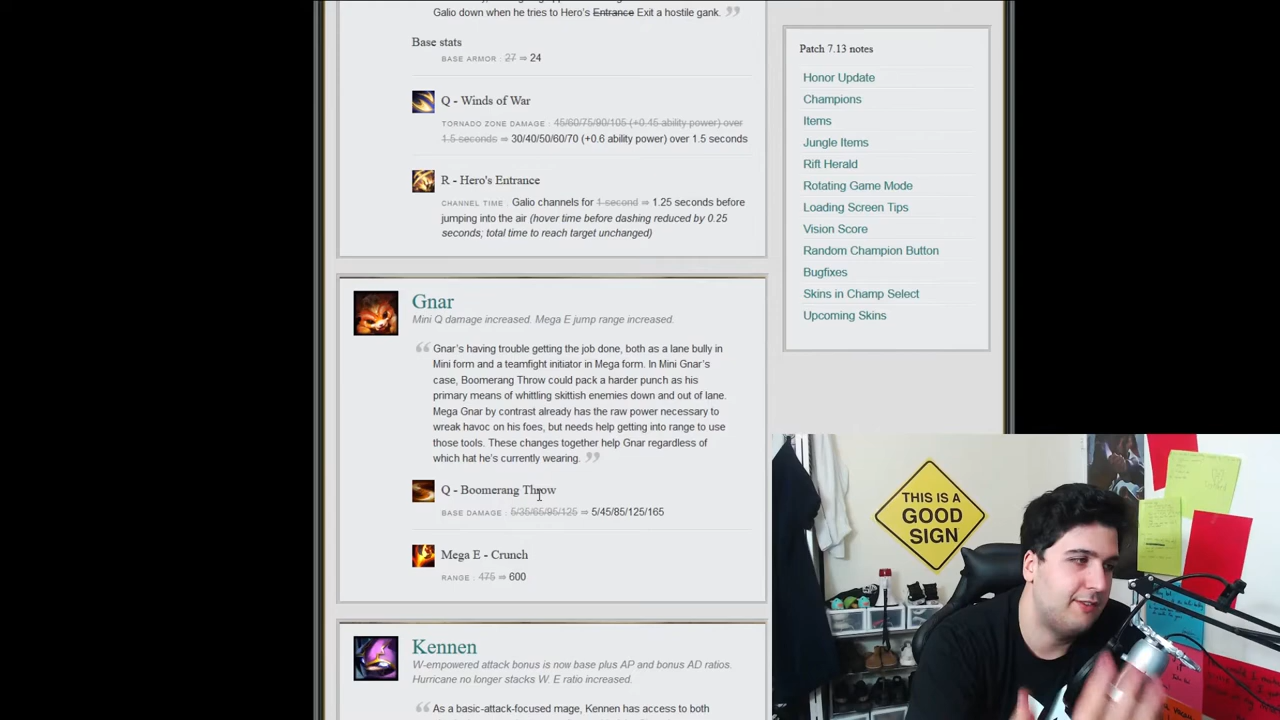 Galio down when he tries to Hero's Entrance Exit a hostile gank.
Base stats
BASE ARMOR : 27 ⇒ 24
Q - Winds of War
TORNADO ZONE DAMAGE : 45/60/75/90/105 (+0.45 ability power) over
1.5 seconds ⇒ 30/40/50/60/70 (+0.6 ability power) over 1.5 seconds
R - Hero's Entrance
CHANNEL TIME : Galio channels for 1 second ⇒ 1.25 seconds before
jumping into the air (hover time before dashing reduced by 0.25
seconds; total time to reach target unchanged)
Gnar
Mini Q damage increased. Mega E jump range increased.
Gnar's having trouble getting the job done, both as a lane bully in
Mini form and a teamfight initiator in Mega form. In Mini Gnar's
case, Boomerang Throw could pack a harder punch as his
primary means of whittling skittish enemies down and out of lane.
Mega Gnar by contrast already has the raw power necessary to
wreak havoc on his foes, but needs help getting into range to use
those tools. These changes together help Gnar regardless of
which hat he's currently wearing.
Q - Boomerang Throw
BASE DAMAGE : 5/35/65/95/125 ⇒ 5/45/85/125/165
Mega E - Crunch
RANGE : 475 ⇒ 600
Kennen
W-empowered attack bonus is now base plus AP and bonus AD ratios.
Hurricane no longer stacks W. E ratio increased.
As a basic-attack-focused mage, Kennen has access to both
Patch 7.13 notes
Honor Update
Champions
Items
Jungle Items
Rift Herald
Rotating Game Mode
Loading Screen Tips
Vision Score
Random Champion Button
Bugfixes
Skins in Champ Select
Upcoming Skins
THIS IS A
GOOD
SIGN